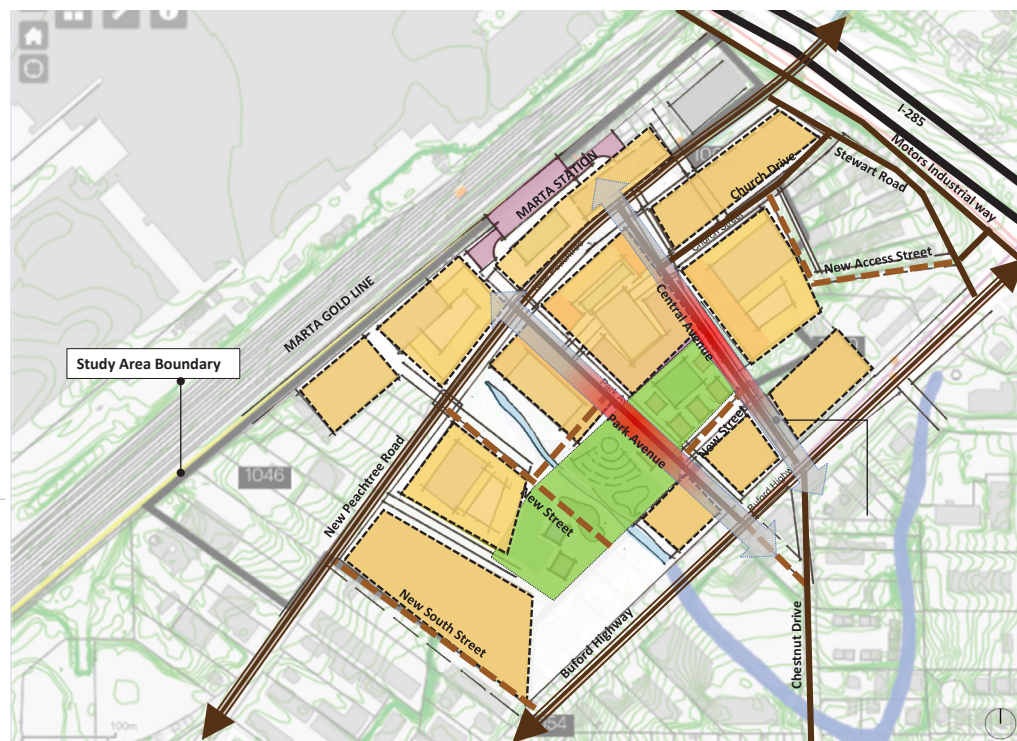 I-285
Motors Industrial way
Stewart Road
MARTA STATION
Church Drive
New Access Street
Central Avenue
MARTA GOLD LINE
Study Area Boundary
Park Avenue
New Street
1046
New Peachtree Road
New Street
Buford Highw
New South Street
Buford Highway
Chestnut Drive
100m